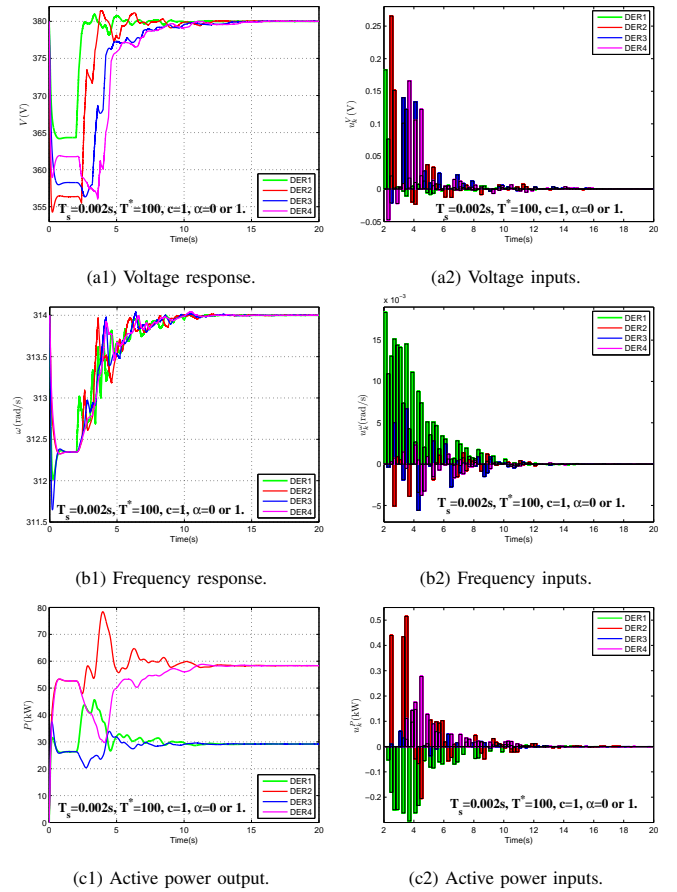 380
375
370
365
360
355
V(V)
DER1
DER2
DER3
DER4
T_s=0.002s, T*=100, c=1, α=0 or 1.
0 5 10 15 20
Time(s)
(a1) Voltage response.
0.25
0.2
0.15
0.1
0.05
0
−0.05
u_k^V(V)
DER1
DER2
DER3
DER4
T_s=0.002s, T*=100, c=1, α=0 or 1.
2 4 6 8 10 12 14 16 18 20
Time(s)
(a2) Voltage inputs.
314
313.5
313
312.5
312
311.5
ω(rad/s)
DER1
DER2
DER3
DER4
T_s=0.002s, T*=100, c=1, α=0 or 1.
0 5 10 15 20
Time(s)
(b1) Frequency response.
x 10^−3
15
10
5
0
−5
u_k^ω(rad/s)
DER1
DER2
DER3
DER4
T_s=0.002s, T*=100, c=1, α=0 or 1.
2 4 6 8 10 12 14 16 18 20
Time(s)
(b2) Frequency inputs.
80
70
60
50
40
30
20
10
0
P(kW)
DER1
DER2
DER3
DER4
T_s=0.002s, T*=100, c=1, α=0 or 1.
0 5 10 15 20
Time(s)
(c1) Active power output.
0.5
0.4
0.3
0.2
0.1
0
−0.1
−0.2
u_k^P(kW)
DER1
DER2
DER3
DER4
T_s=0.002s, T*=100, c=1, α=0 or 1.
2 4 6 8 10 12 14 16 18 20
Time(s)
(c2) Active power inputs.